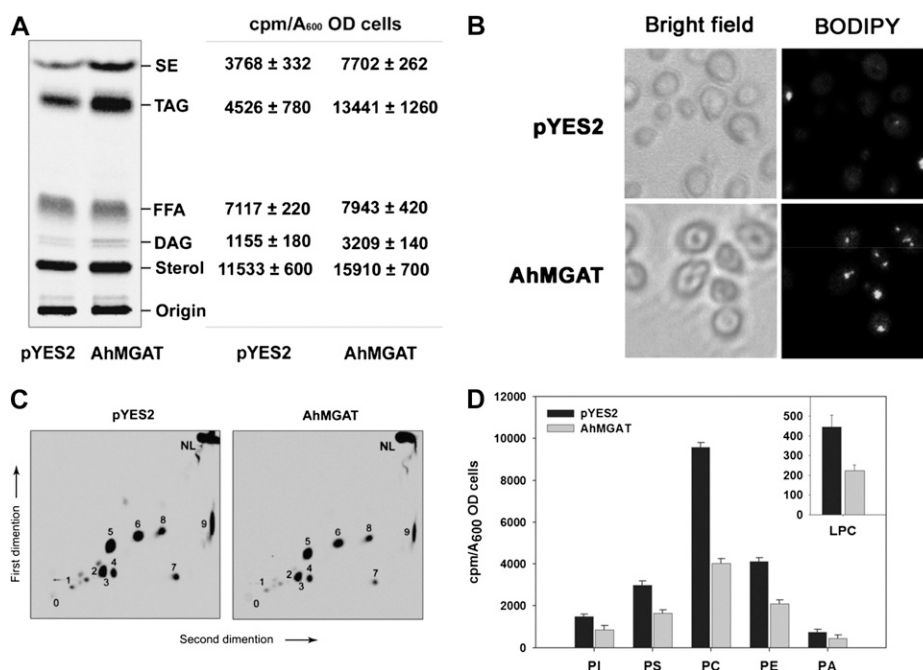 A
cpm/A600 OD cells
SE 3768 ± 332 7702 ± 262
TAG 4526 ± 780 13441 ± 1260
FFA 7117 ± 220 7943 ± 420
DAG 1155 ± 180 3209 ± 140
Sterol 11533 ± 600 15910 ± 700
Origin
pYES2 AhMGAT pYES2 AhMGAT
B
Bright field BODIPY
pYES2
AhMGAT
C
pYES2 AhMGAT
NL NL
8 8
6 6
5 5
9 9
4 4
2 2
1 3 7 1 3 7
0 0
First dimention
Second dimention
D
12000
10000
8000
6000
4000
2000
0
cpm/A600 OD cells
pYES2
AhMGAT
500
400
300
200
100
0
LPC
PI PS PC PE PA